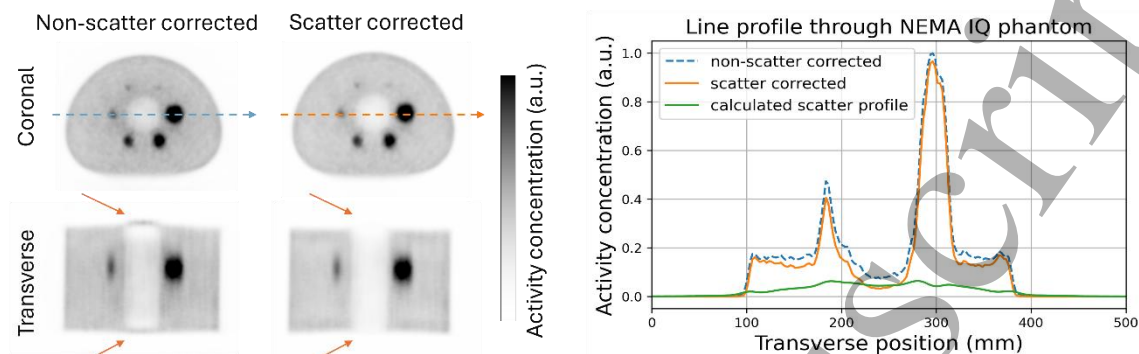 Non-scatter corrected
Scatter corrected
Coronal
Transverse
Activity concentration (a.u.)
Line profile through NEMA IQ phantom
non-scatter corrected
scatter corrected
calculated scatter profile
Activity concentration (a.u.)
1.0
0.8
0.6
0.4
0.2
0.0
0
100
200
300
400
500
Transverse position (mm)
scri